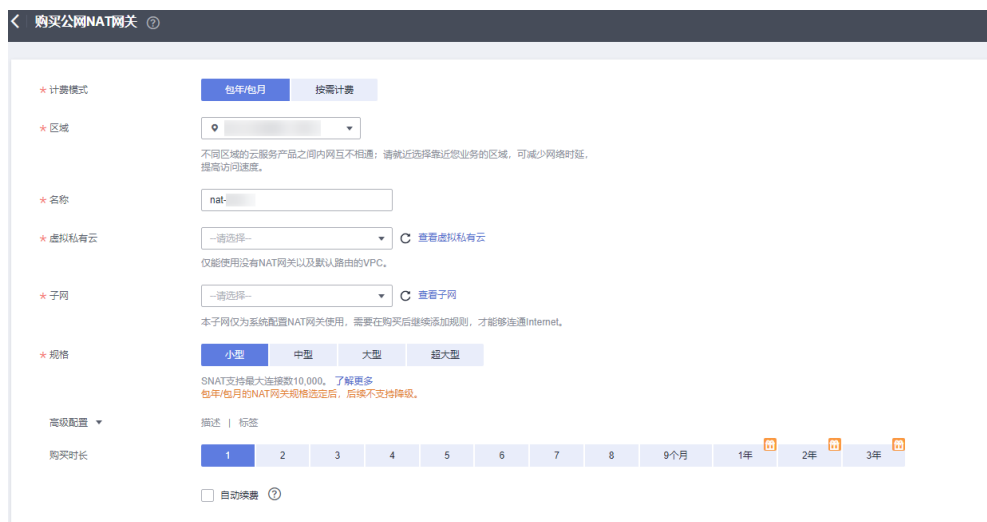 购买公网NAT网关
* 计费模式 包年/包月 按需计费
* 区域
不同区域的云服务产品之间内网互不相通；请就近选择靠近您业务的区域，可减少网络时延，
提高访问速度。
* 名称 nat-
* 虚拟私有云 --请选择-- 查看虚拟私有云
仅能使用没有NAT网关以及默认路由的VPC。
* 子网 --请选择-- 查看子网
本子网仅为系统配置NAT网关使用，需要在购买后继续添加规则，才能够连通Internet。
* 规格 小型 中型 大型 超大型
SNAT支持最大连接数10,000。 了解更多
包年/包月的NAT网关规格选定后，后续不支持降级。
高级配置 描述 | 标签
购买时长 1 2 3 4 5 6 7 8 9个月 1年 2年 3年
自动续费